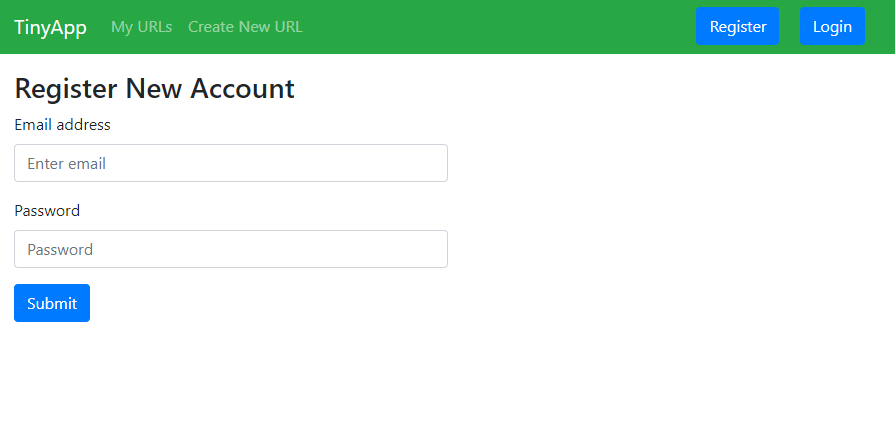 TinyApp My URLs Create New URL Register Login
Register New Account
Email address
Enter email
Password
Password
Submit